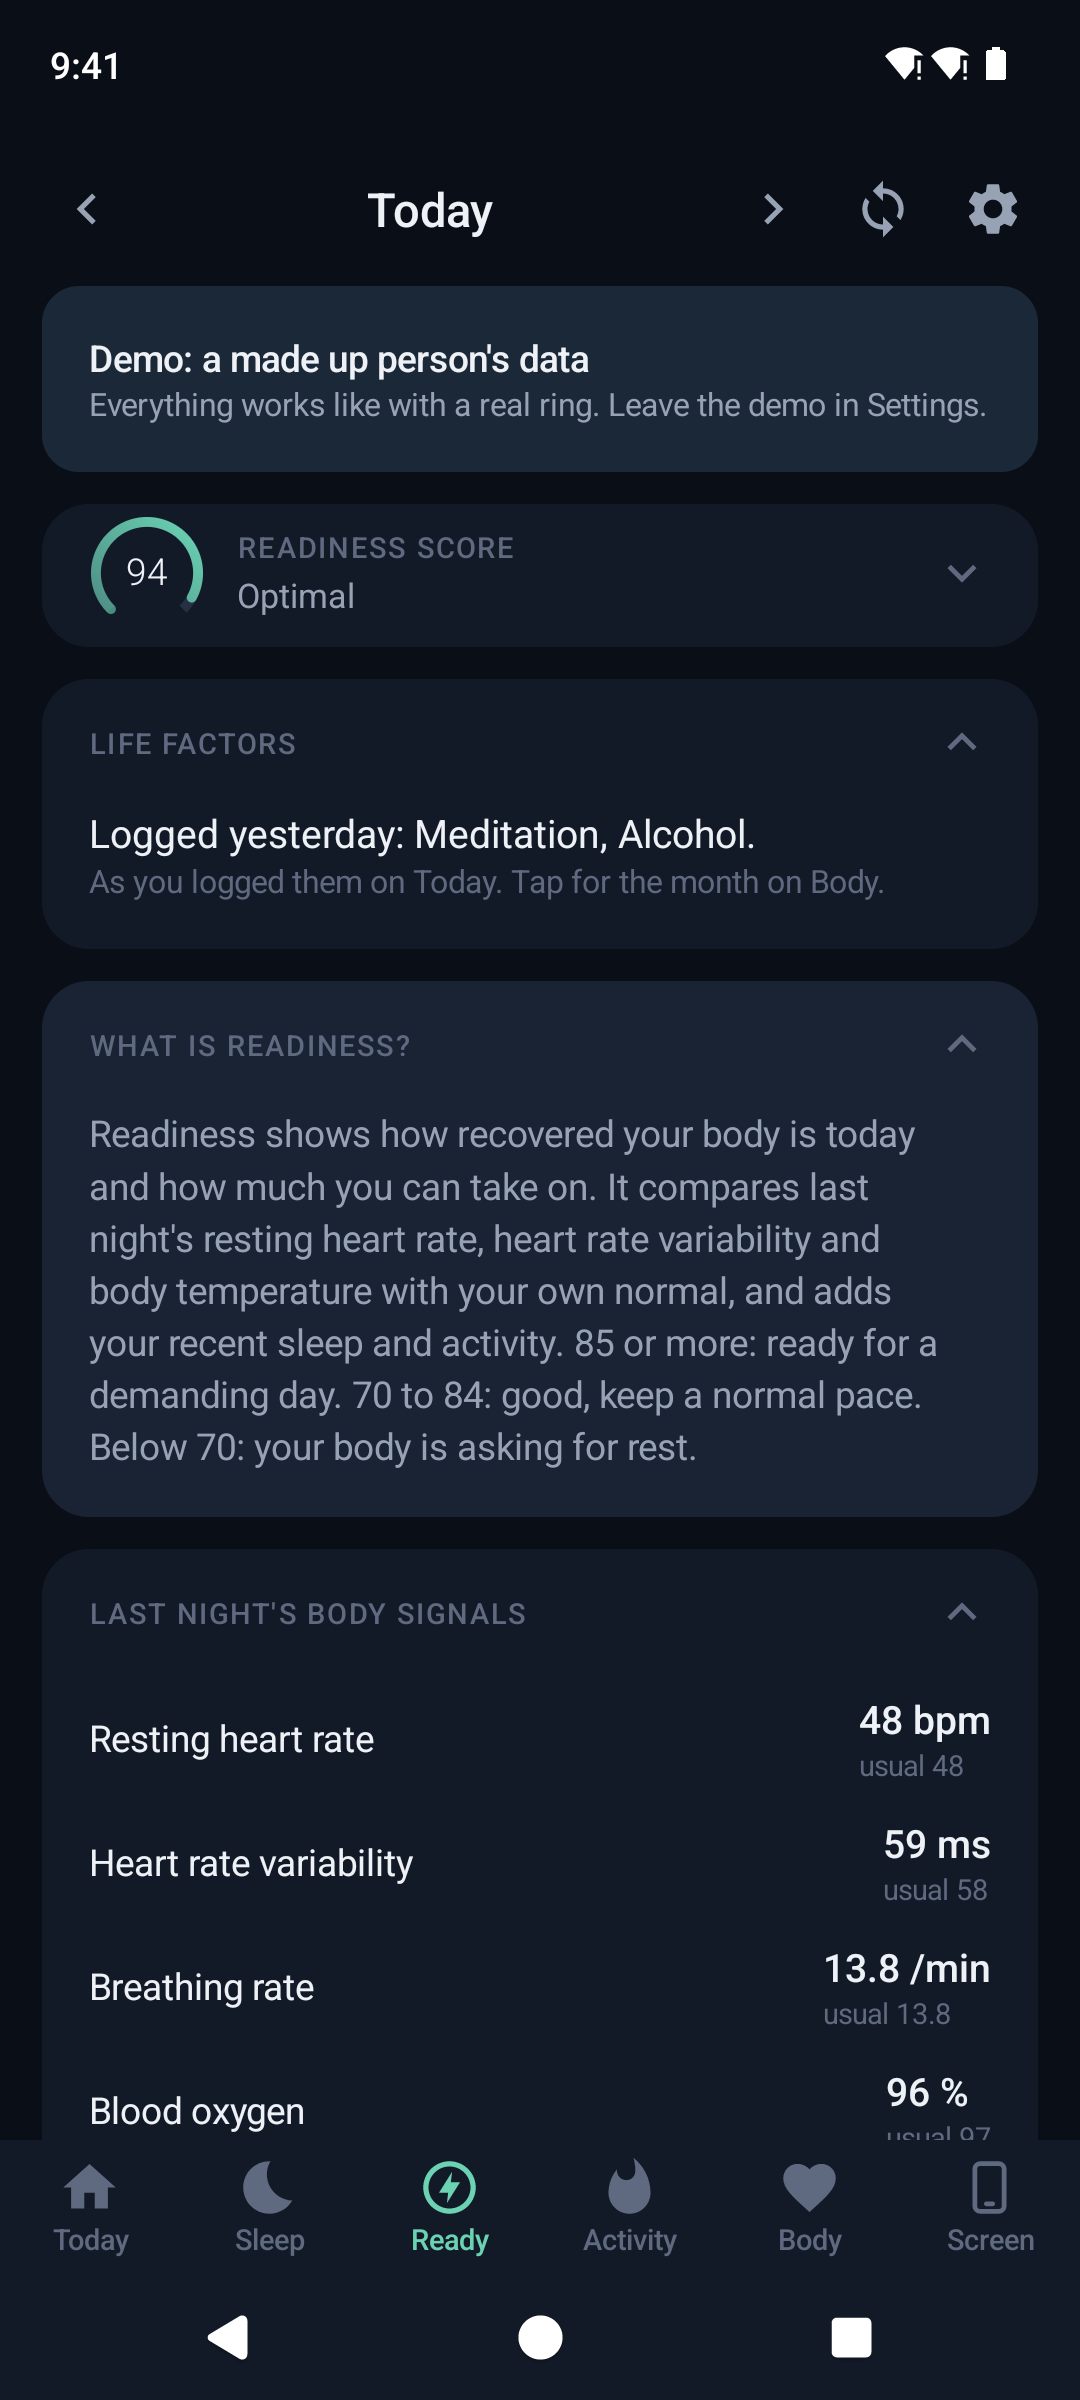 9:41
Today
Demo: a made up person's data
Everything works like with a real ring. Leave the demo in Settings.
94
READINESS SCORE
Optimal
LIFE FACTORS
Logged yesterday: Meditation, Alcohol.
As you logged them on Today. Tap for the month on Body.
WHAT IS READINESS?
Readiness shows how recovered your body is today
and how much you can take on. It compares last
night's resting heart rate, heart rate variability and
body temperature with your own normal, and adds
your recent sleep and activity. 85 or more: ready for a
demanding day. 70 to 84: good, keep a normal pace.
Below 70: your body is asking for rest.
LAST NIGHT'S BODY SIGNALS
Resting heart rate
48 bpm
usual 48
Heart rate variability
59 ms
usual 58
Breathing rate
13.8 /min
usual 13.8
Blood oxygen
96 %
usual 97
Today
Sleep
Ready
Activity
Body
Screen